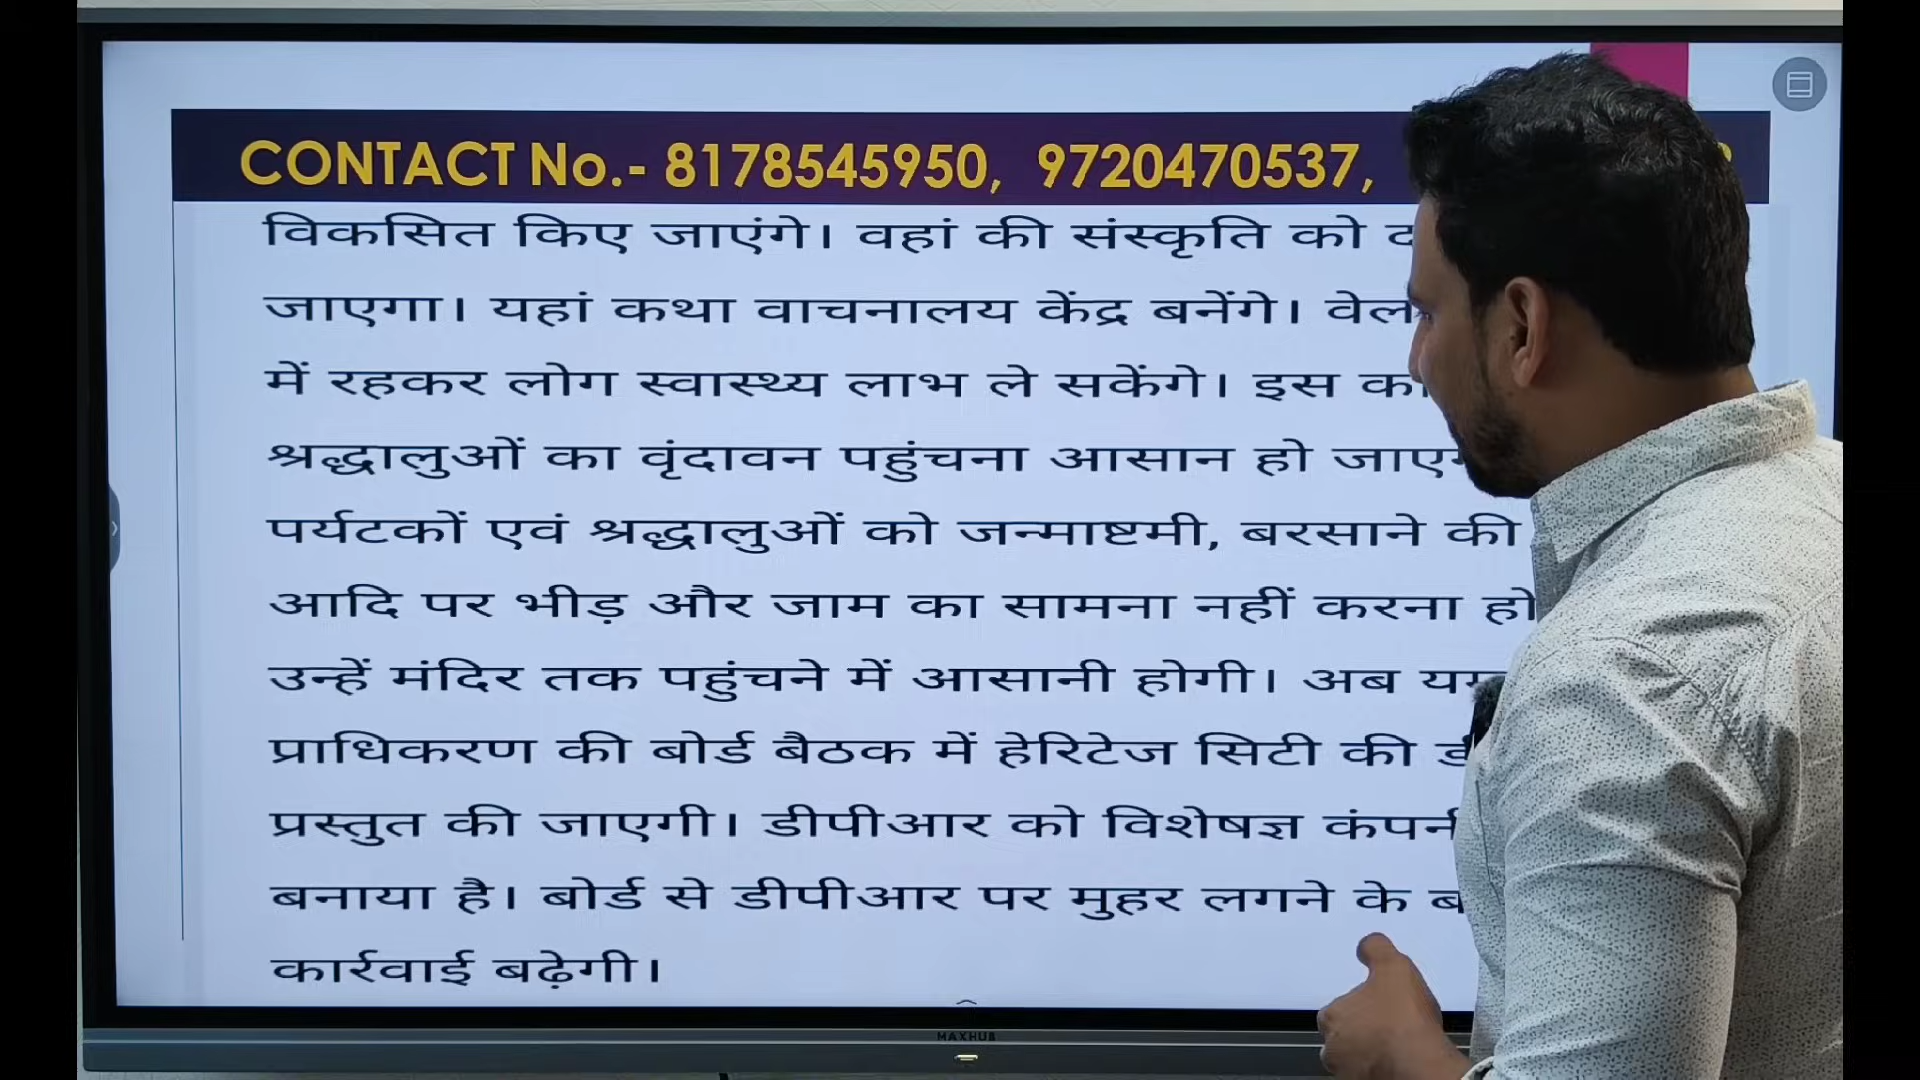 CONTACT No.- 8178545950, 9720470537,
विकसित किए जाएंगे। वहां की संस्कृति को
जाएगा। यहां कथा वाचनालय केंद्र बनेंगे।
में रहकर लोग स्वास्थ्य लाभ ले सकेंगे। इस
श्रद्धालुओं का वृंदावन पहुंचना आसान हो
पर्यटकों एवं श्रद्धालुओं को जन्माष्टमी, बरसाने की
आदि पर भीड़ और जाम का सामना नहीं करना
उन्हें मंदिर तक पहुंचने में आसानी होगी। अब
प्राधिकरण की बोर्ड बैठक में हेरिटेज सिटी की
प्रस्तुत की जाएगी। डीपीआर को विशेषज्ञ
बनाया है। बोर्ड से डीपीआर पर मुहर लगने के
कार्रवाई बढ़ेगी।
MAXHUB